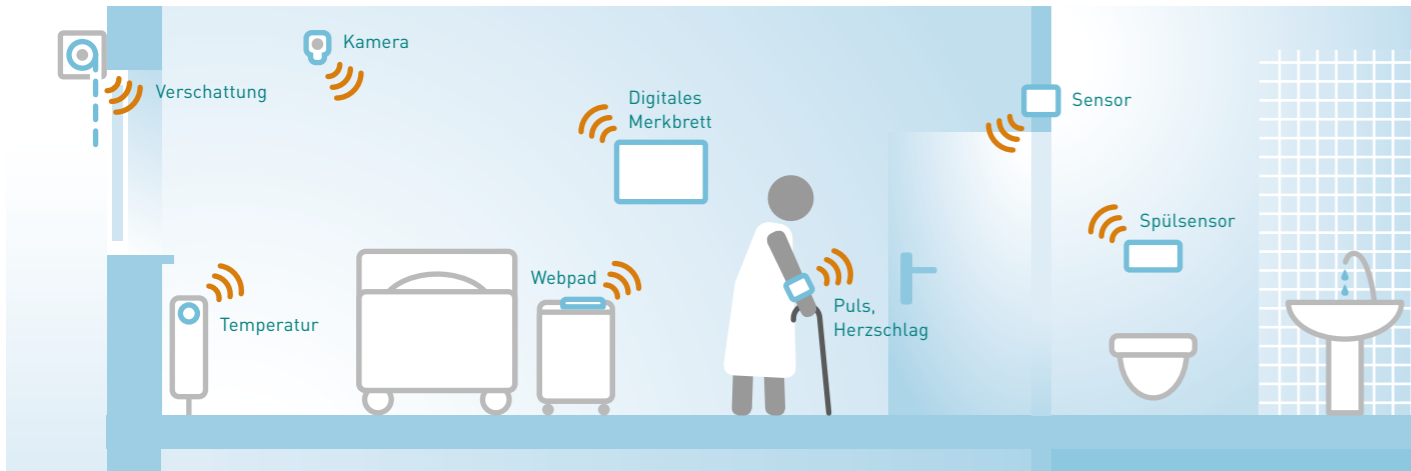 Kamera
Verschattung
Digitales
Merkbrett
Sensor
Spülsensor
Webpad
Temperatur
Puls,
Herzschlag